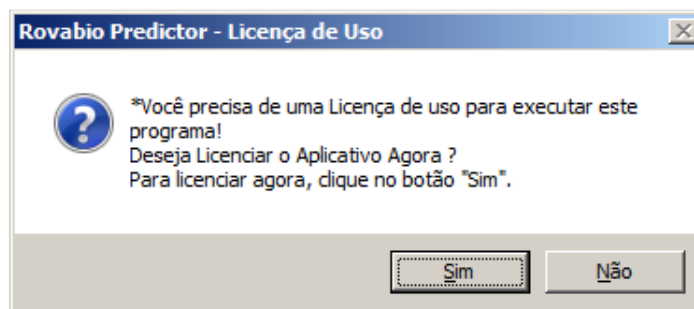 Rovabio Predictor - Licença de Uso
*Você precisa de uma Licença de uso para executar este
programa!
Deseja Licenciar o Aplicativo Agora ?
Para licenciar agora, clique no botão "Sim".
Sim Não